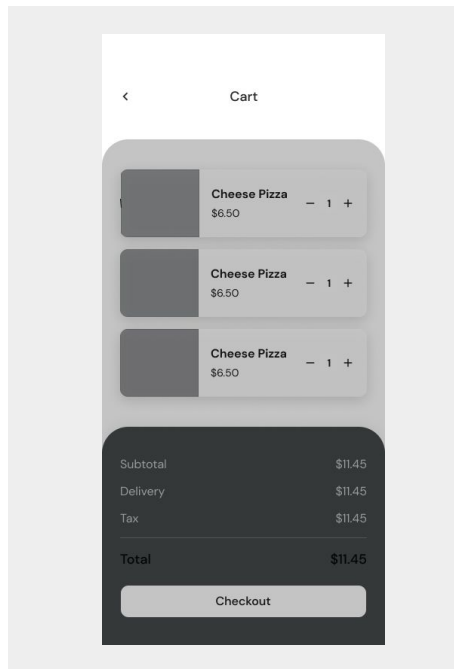 Cart
Cheese Pizza
$6.50
− 1 +
Cheese Pizza
$6.50
− 1 +
Cheese Pizza
$6.50
− 1 +
Subtotal $11.45
Delivery $11.45
Tax $11.45
Total $11.45
Checkout